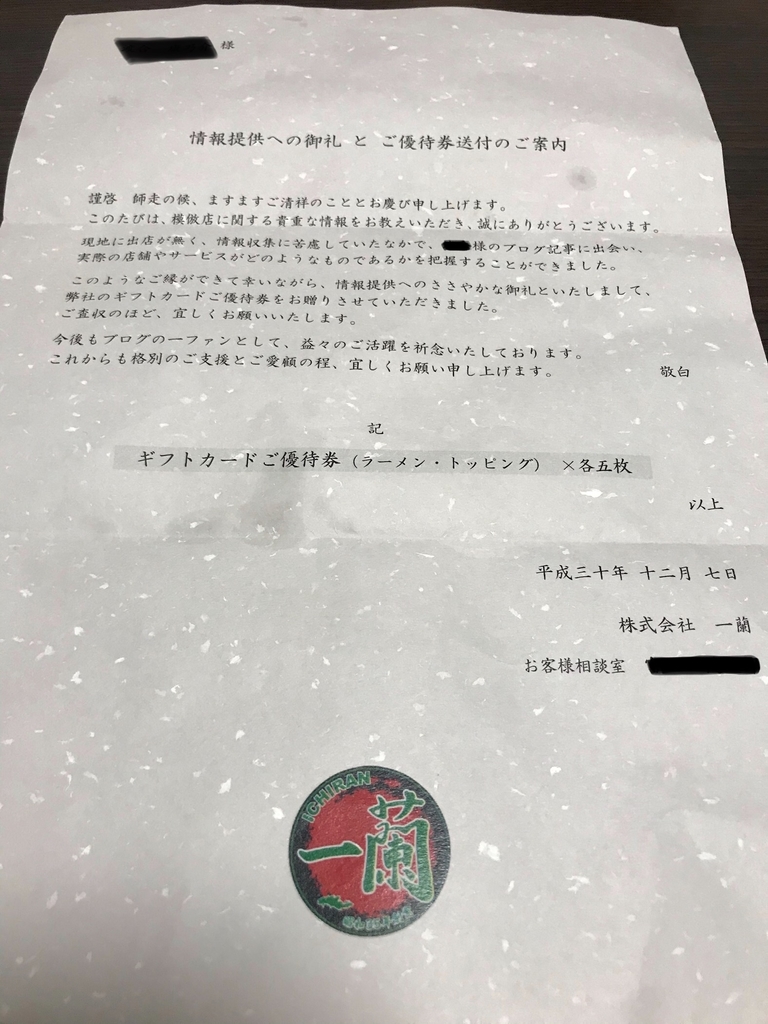 様
情報提供への御礼 と ご優待券送付のご案内
謹啓　師走の候、ますますご清祥のこととお慶び申し上げます。
このたびは、模倣店に関する貴重な情報をお教えいただき、誠にありがとうございます。
現地に出店が無く、情報収集に苦慮していたなかで、様のブログ記事に出会い、
実際の店舗やサービスがどのようなものであるかを把握することができました。
このようなご縁ができて幸いながら、情報提供へのささやかな御礼といたしまして、
弊社のギフトカードご優待券をお贈りさせていただきました。
ご査収のほど、宜しくお願いいたします。
今後もブログの一ファンとして、益々のご活躍を祈念いたしております。
これからも格別のご支援とご愛顧の程、宜しくお願い申し上げます。
敬白
記
ギフトカードご優待券（ラーメン・トッピング）　×各五枚
以上
平成三十年 十二月 七日
株式会社　一蘭
お客様相談室
ICHIRAN
一蘭